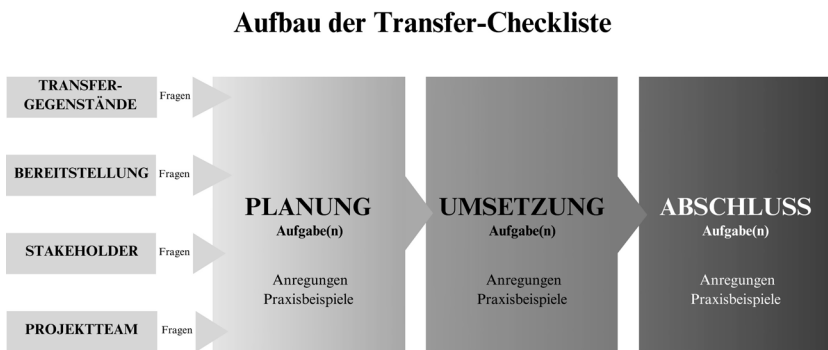 Aufbau der Transfer-Checkliste
TRANSFER-
GEGENSTÄNDE
Fragen
BEREITSTELLUNG
Fragen
STAKEHOLDER
Fragen
PROJEKTTEAM
Fragen
PLANUNG
Aufgabe(n)
Anregungen
Praxisbeispiele
UMSETZUNG
Aufgabe(n)
Anregungen
Praxisbeispiele
ABSCHLUSS
Aufgabe(n)
Anregungen
Praxisbeispiele